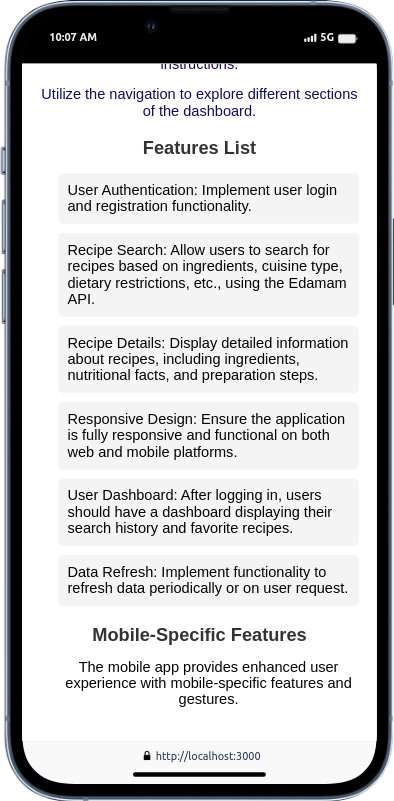 10:07 AM
5G
instructions.
Utilize the navigation to explore different sections
of the dashboard.
Features List
User Authentication: Implement user login
and registration functionality.
Recipe Search: Allow users to search for
recipes based on ingredients, cuisine type,
dietary restrictions, etc., using the Edamam
API.
Recipe Details: Display detailed information
about recipes, including ingredients,
nutritional facts, and preparation steps.
Responsive Design: Ensure the application
is fully responsive and functional on both
web and mobile platforms.
User Dashboard: After logging in, users
should have a dashboard displaying their
search history and favorite recipes.
Data Refresh: Implement functionality to
refresh data periodically or on user request.
Mobile-Specific Features
The mobile app provides enhanced user
experience with mobile-specific features and
gestures.
http://localhost:3000